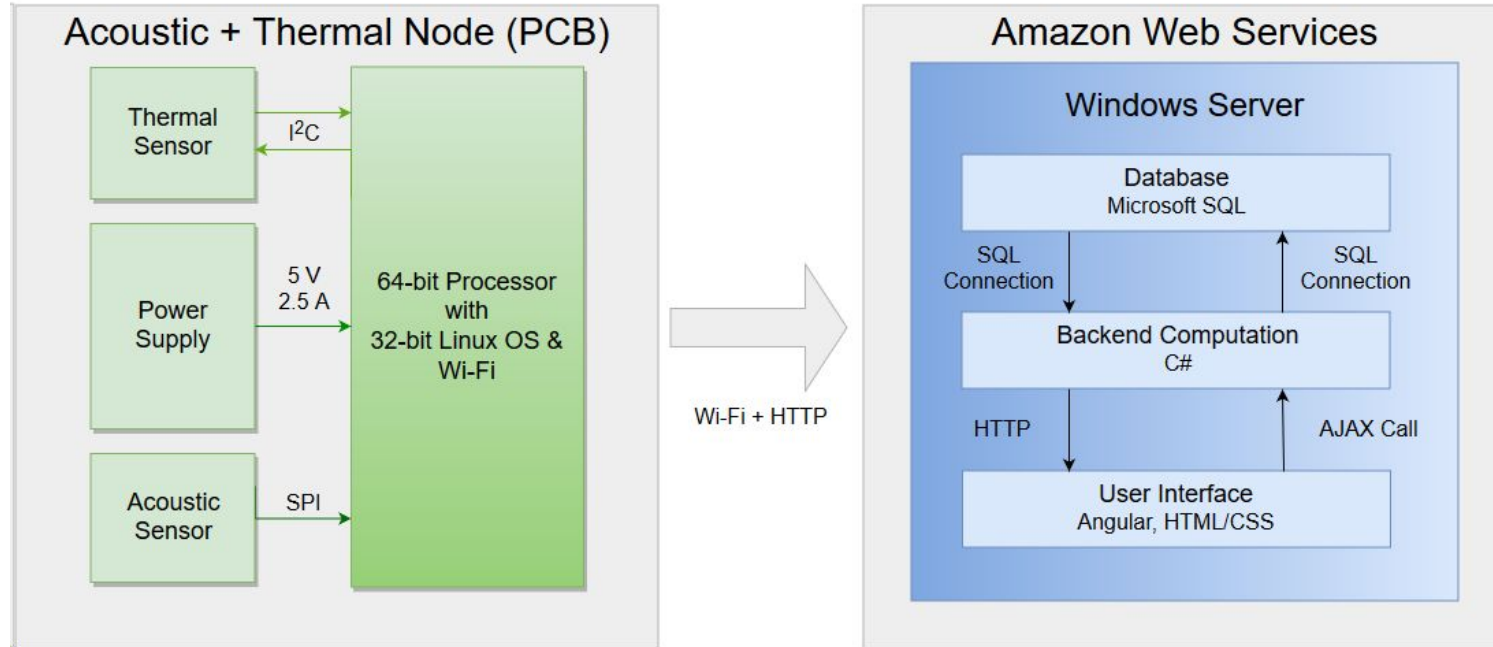 Acoustic + Thermal Node (PCB)
Thermal
Sensor
I²C
Power
Supply
5 V
2.5 A
Acoustic
Sensor
SPI
64-bit Processor
with
32-bit Linux OS &
Wi-Fi
Wi-Fi + HTTP
Amazon Web Services
Windows Server
Database
Microsoft SQL
SQL
Connection
SQL
Connection
Backend Computation
C#
HTTP
AJAX Call
User Interface
Angular, HTML/CSS